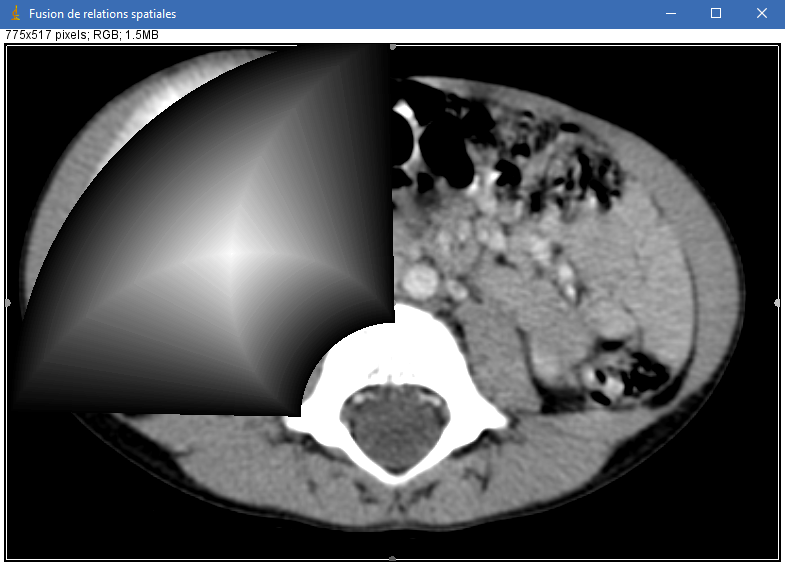 Fusion de relations spatiales
775x517 pixels; RGB; 1.5MB